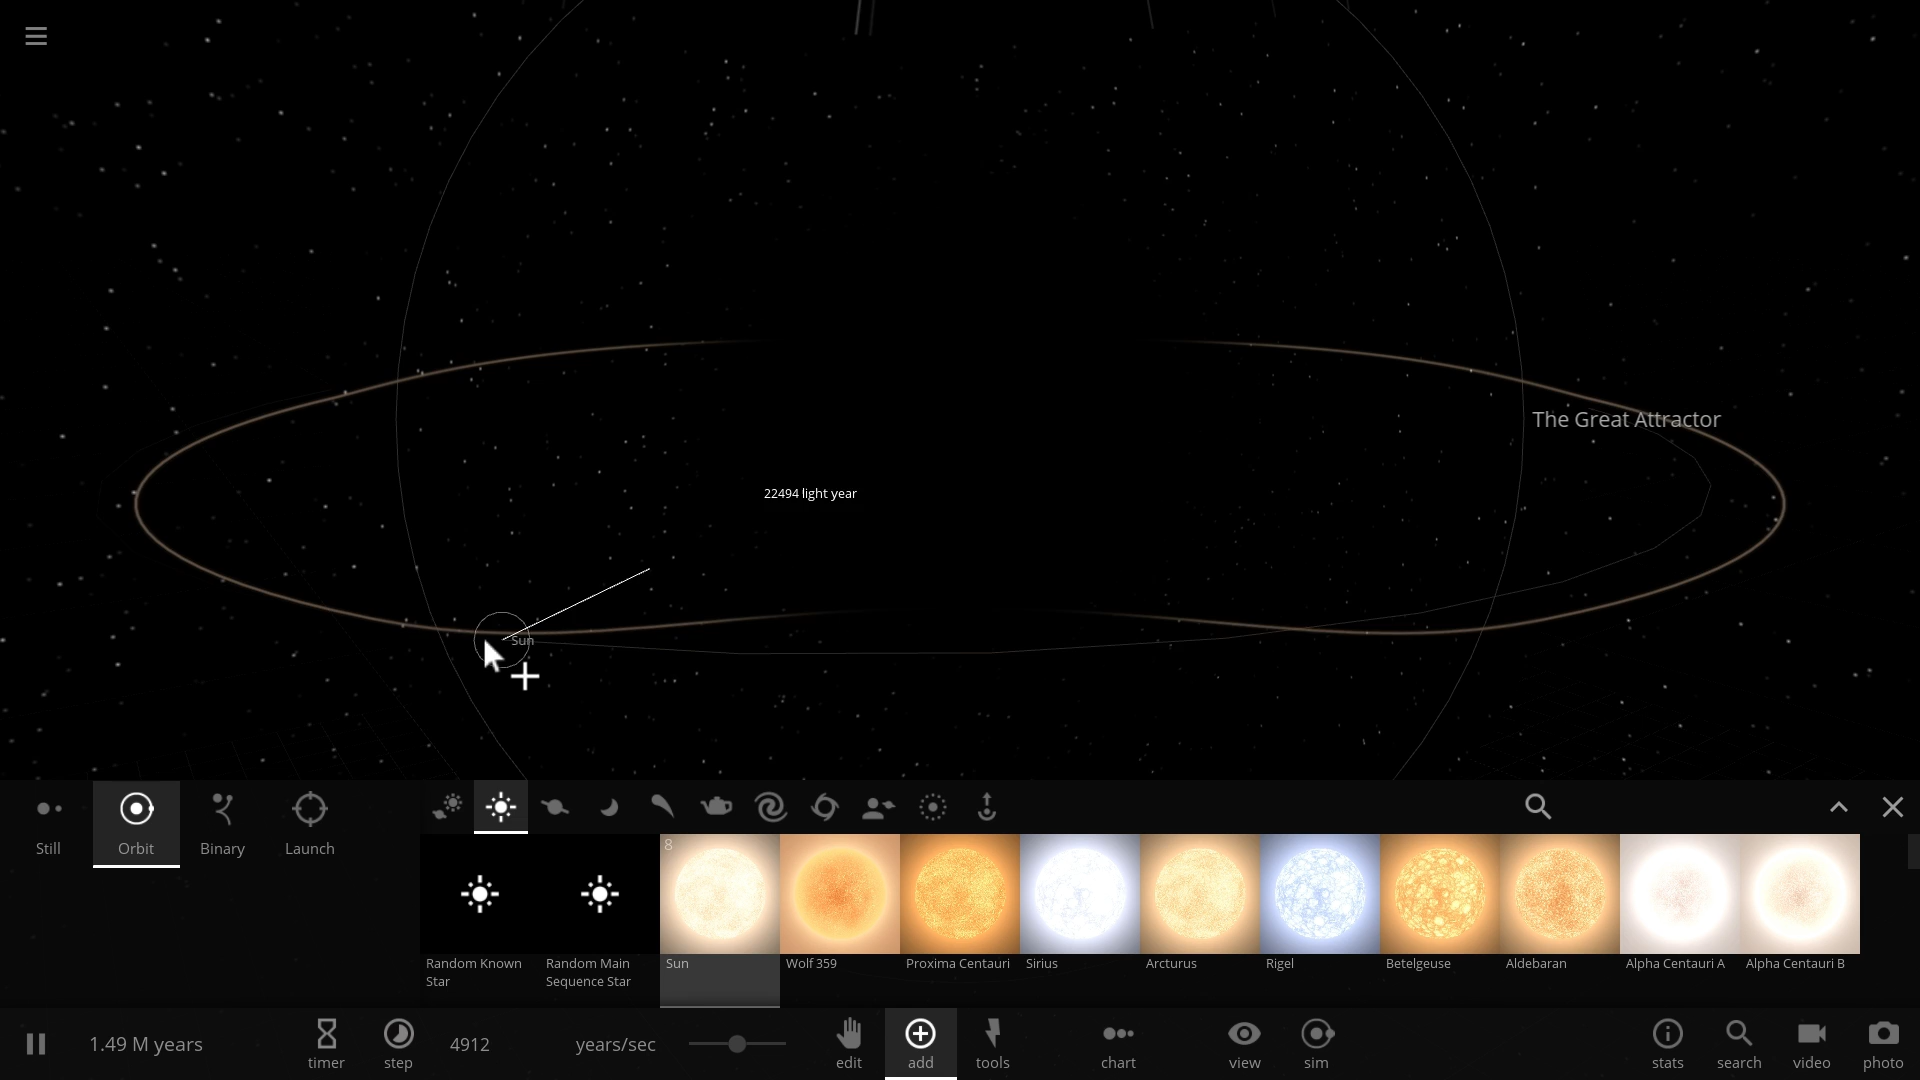 The Great Attractor
22494 light year
Sun
Still
Orbit
Binary
Launch
8
Random Known
Star
Random Main
Sequence Star
Sun
Wolf 359
Proxima Centauri
Sirius
Arcturus
Rigel
Betelgeuse
Aldebaran
Alpha Centauri A
Alpha Centauri B
1.49 M years
timer
step
4912
years/sec
edit
add
tools
chart
view
sim
stats
search
video
photo